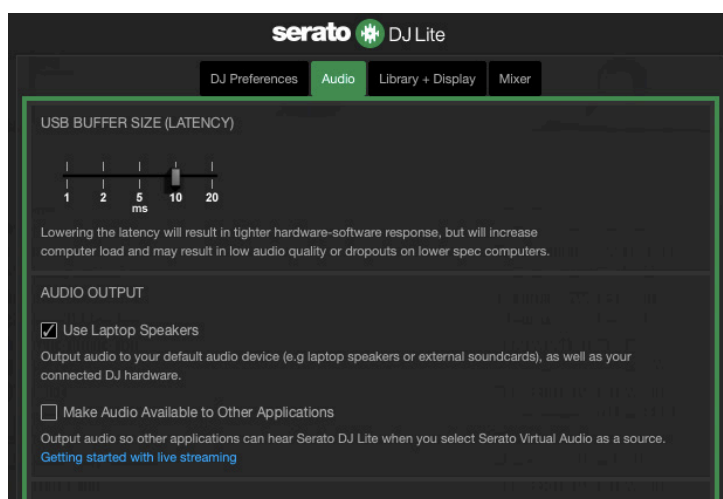 serato DJ Lite
DJ Preferences Audio Library + Display Mixer
USB BUFFER SIZE (LATENCY)
1 2 5 10 20
ms
Lowering the latency will result in tighter hardware-software response, but will increase
computer load and may result in low audio quality or dropouts on lower spec computers.
AUDIO OUTPUT
Use Laptop Speakers
Output audio to your default audio device (e.g laptop speakers or external soundcards), as well as your
connected DJ hardware.
Make Audio Available to Other Applications
Output audio so other applications can hear Serato DJ Lite when you select Serato Virtual Audio as a source.
Getting started with live streaming